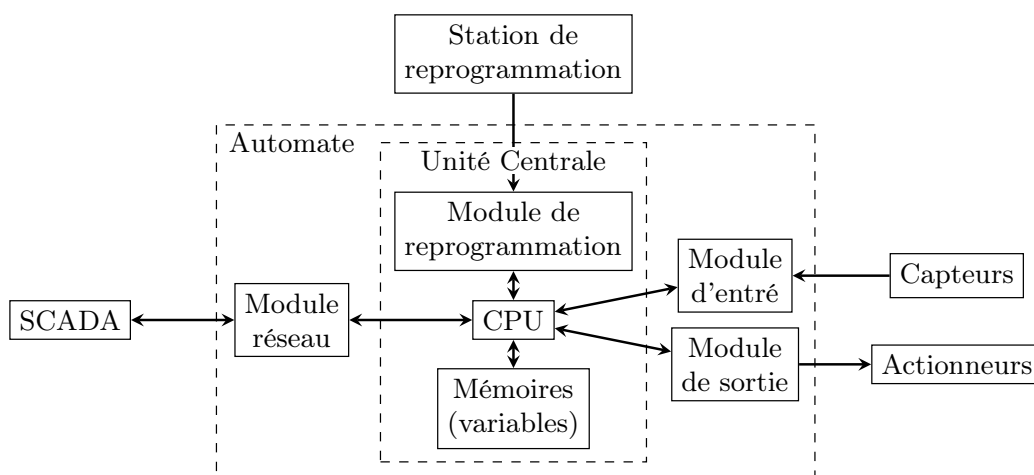 Station de
reprogrammation
Automate
Unité Centrale
Module de
reprogrammation
Module
d'entré
Capteurs
SCADA
Module
réseau
CPU
Module
de sortie
Actionneurs
Mémoires
(variables)